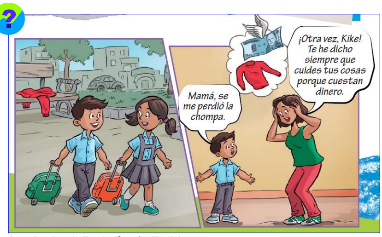 ?
Mamá, se
me perdió la
chompa.
¡Otra vez, Kike!
Te he dicho
siempre que
cuides tus cosas
porque cuestan
dinero.